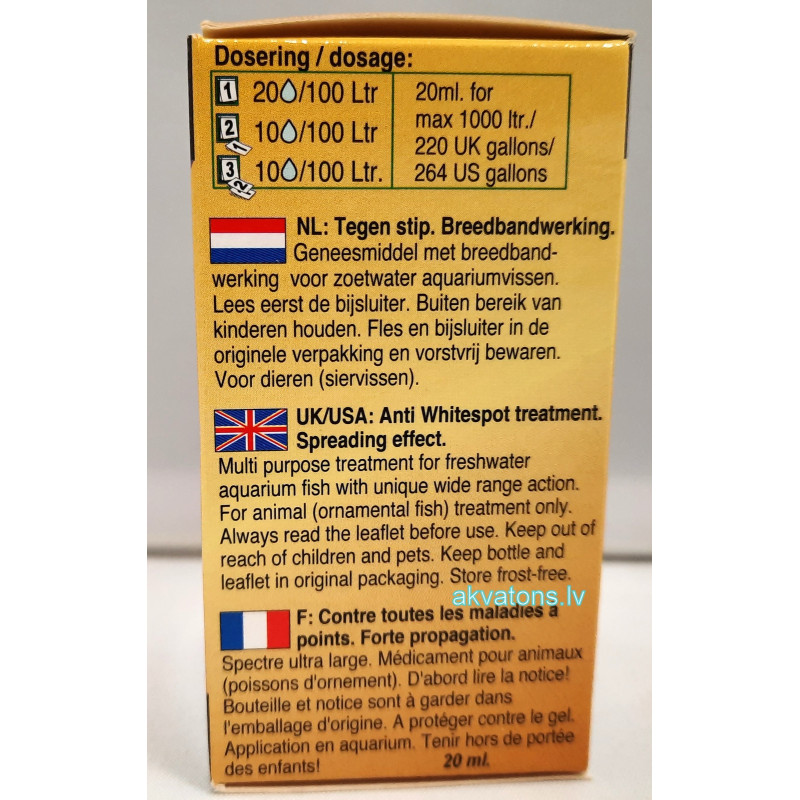 Dosering / dosage:
1 20💧/100 Ltr
2 1 10💧/100 Ltr
3 2 10💧/100 Ltr.
20ml. for
max 1000 ltr./
220 UK gallons/
264 US gallons
NL: Tegen stip. Breedbandwerking.
Geneesmiddel met breedband-
werking voor zoetwater aquariumvissen.
Lees eerst de bijsluiter. Buiten bereik van
kinderen houden. Fles en bijsluiter in de
originele verpakking en vorstvrij bewaren.
Voor dieren (siervissen).
UK/USA: Anti Whitespot treatment.
Spreading effect.
Multi purpose treatment for freshwater
aquarium fish with unique wide range action.
For animal (ornamental fish) treatment only.
Always read the leaflet before use. Keep out of
reach of children and pets. Keep bottle and
leaflet in original packaging. Store frost-free.
akvatons.lv
F: Contre toutes les maladies à
points. Forte propagation.
Spectre ultra large. Médicament pour animaux
(poissons d'ornement). D'abord lire la notice!
Bouteille et notice sont à garder dans
l'emballage d'origine. A protéger contre le gel.
Application en aquarium. Tenir hors de portée
des enfants!
20 ml.